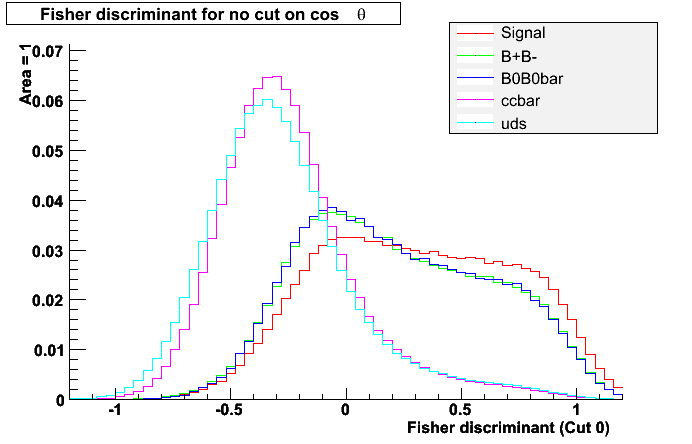 Fisher discriminant for no cut on cos θ
Signal
B+B-
B0B0bar
ccbar
uds
Area = 1
0.07
0.06
0.05
0.04
0.03
0.02
0.01
0
-1
-0.5
0
0.5
1
Fisher discriminant (Cut 0)